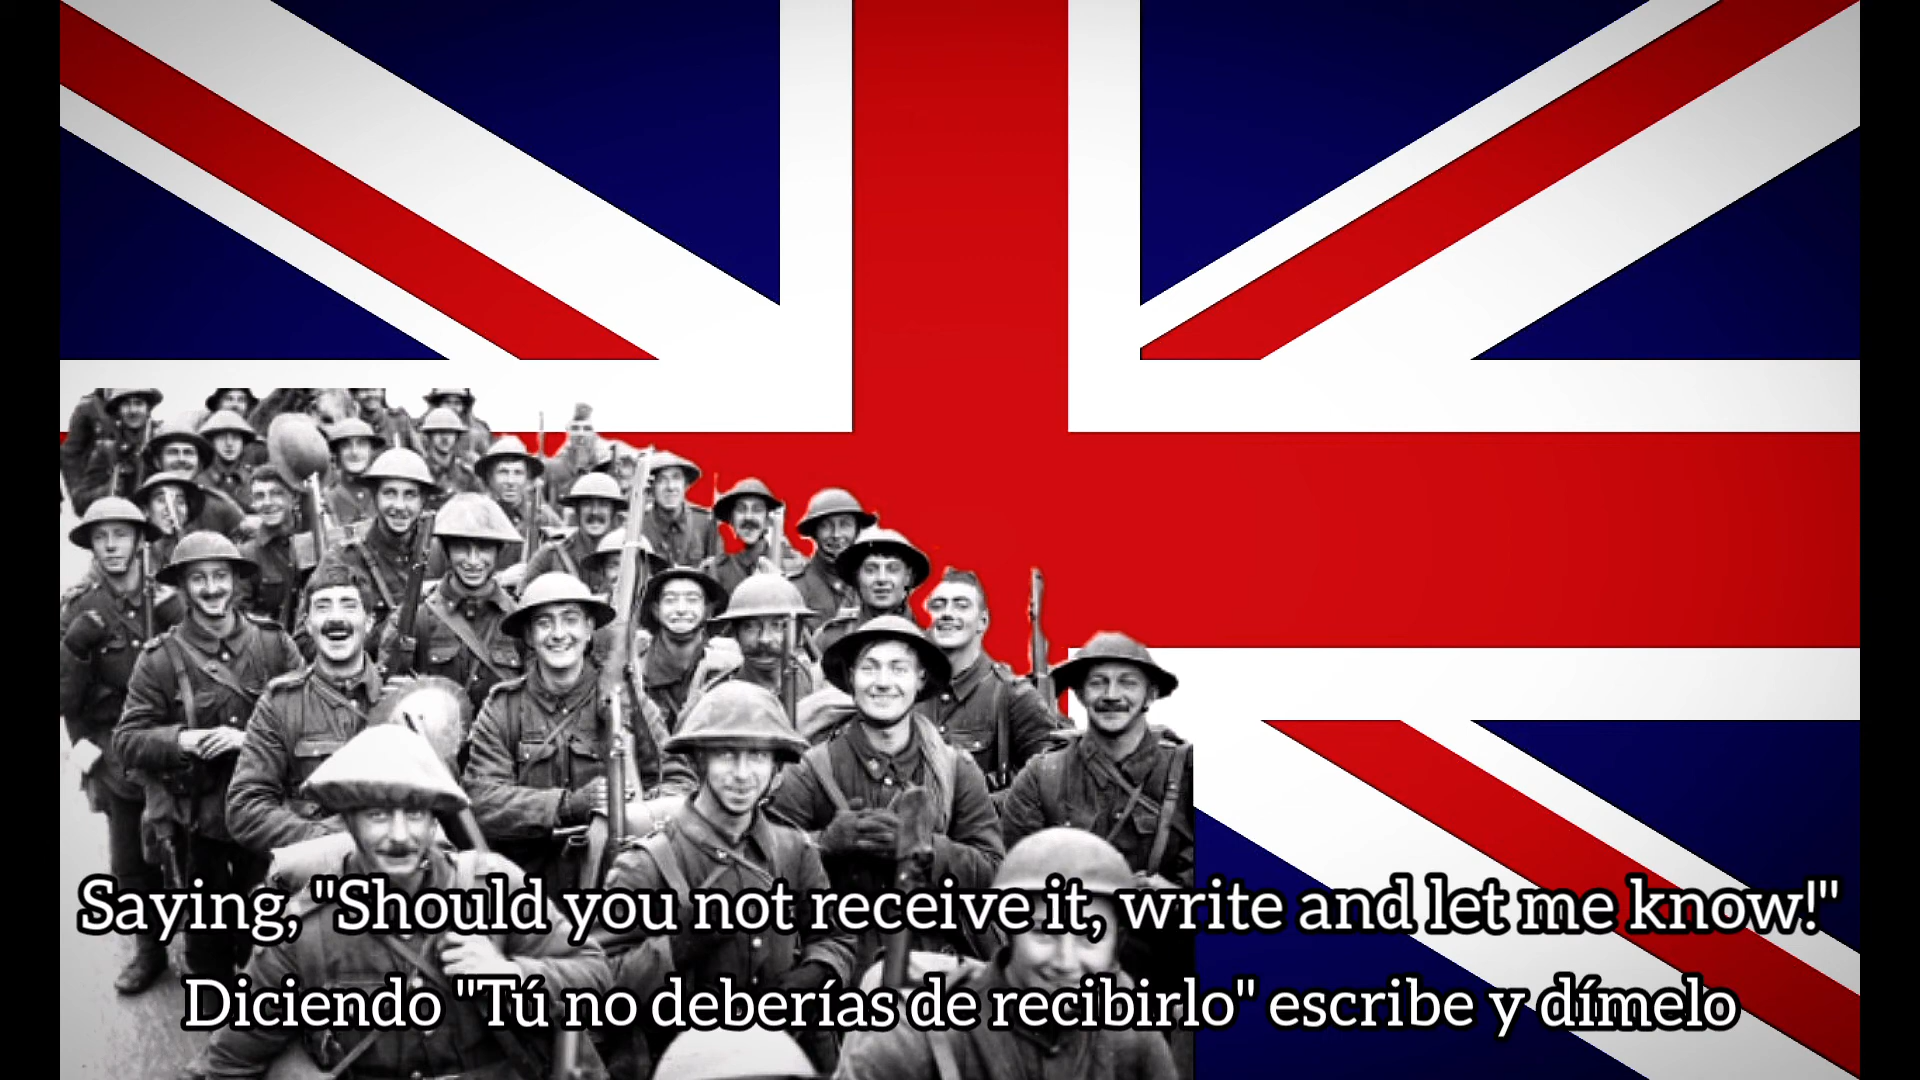 Saying, "Should you not receive it, write and let me know!"
Diciendo "Tú no deberías de recibirlo" escribe y dímelo